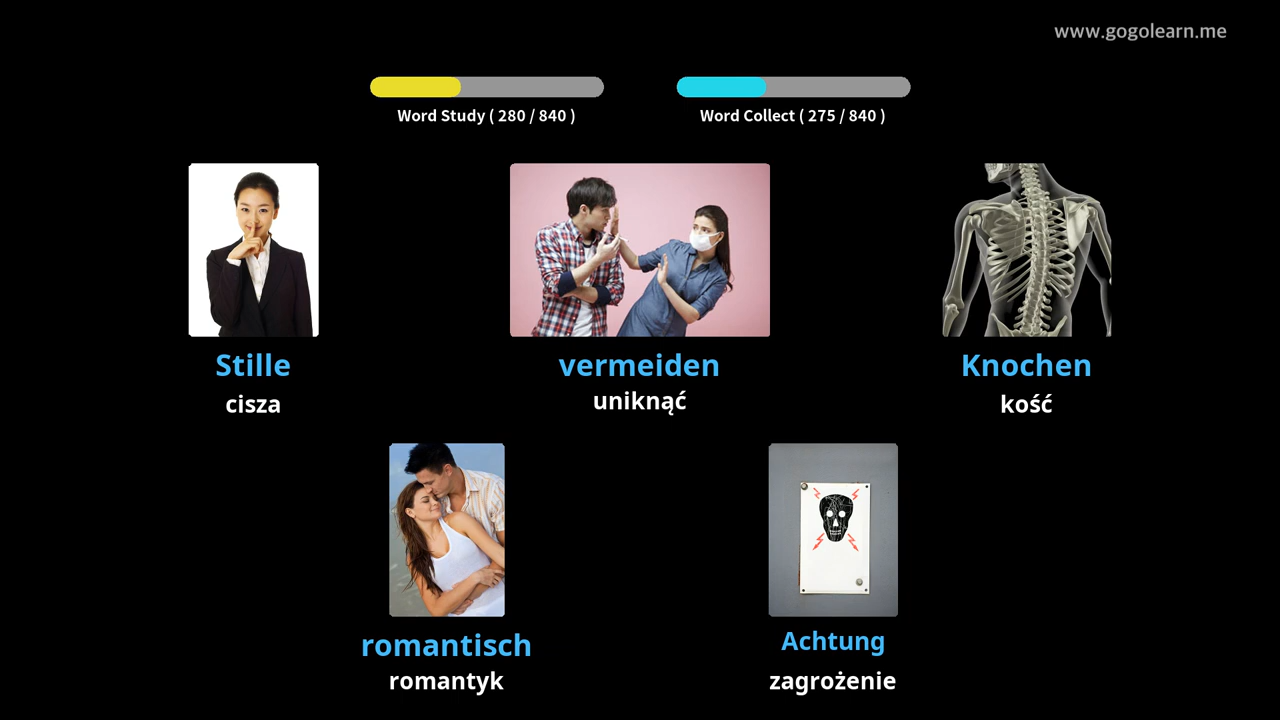 www.gogolearn.me
Word Study ( 280 / 840 )
Word Collect ( 275 / 840 )
Stille
cisza
vermeiden
uniknąć
Knochen
kość
romantisch
romantyk
Achtung
zagrożenie